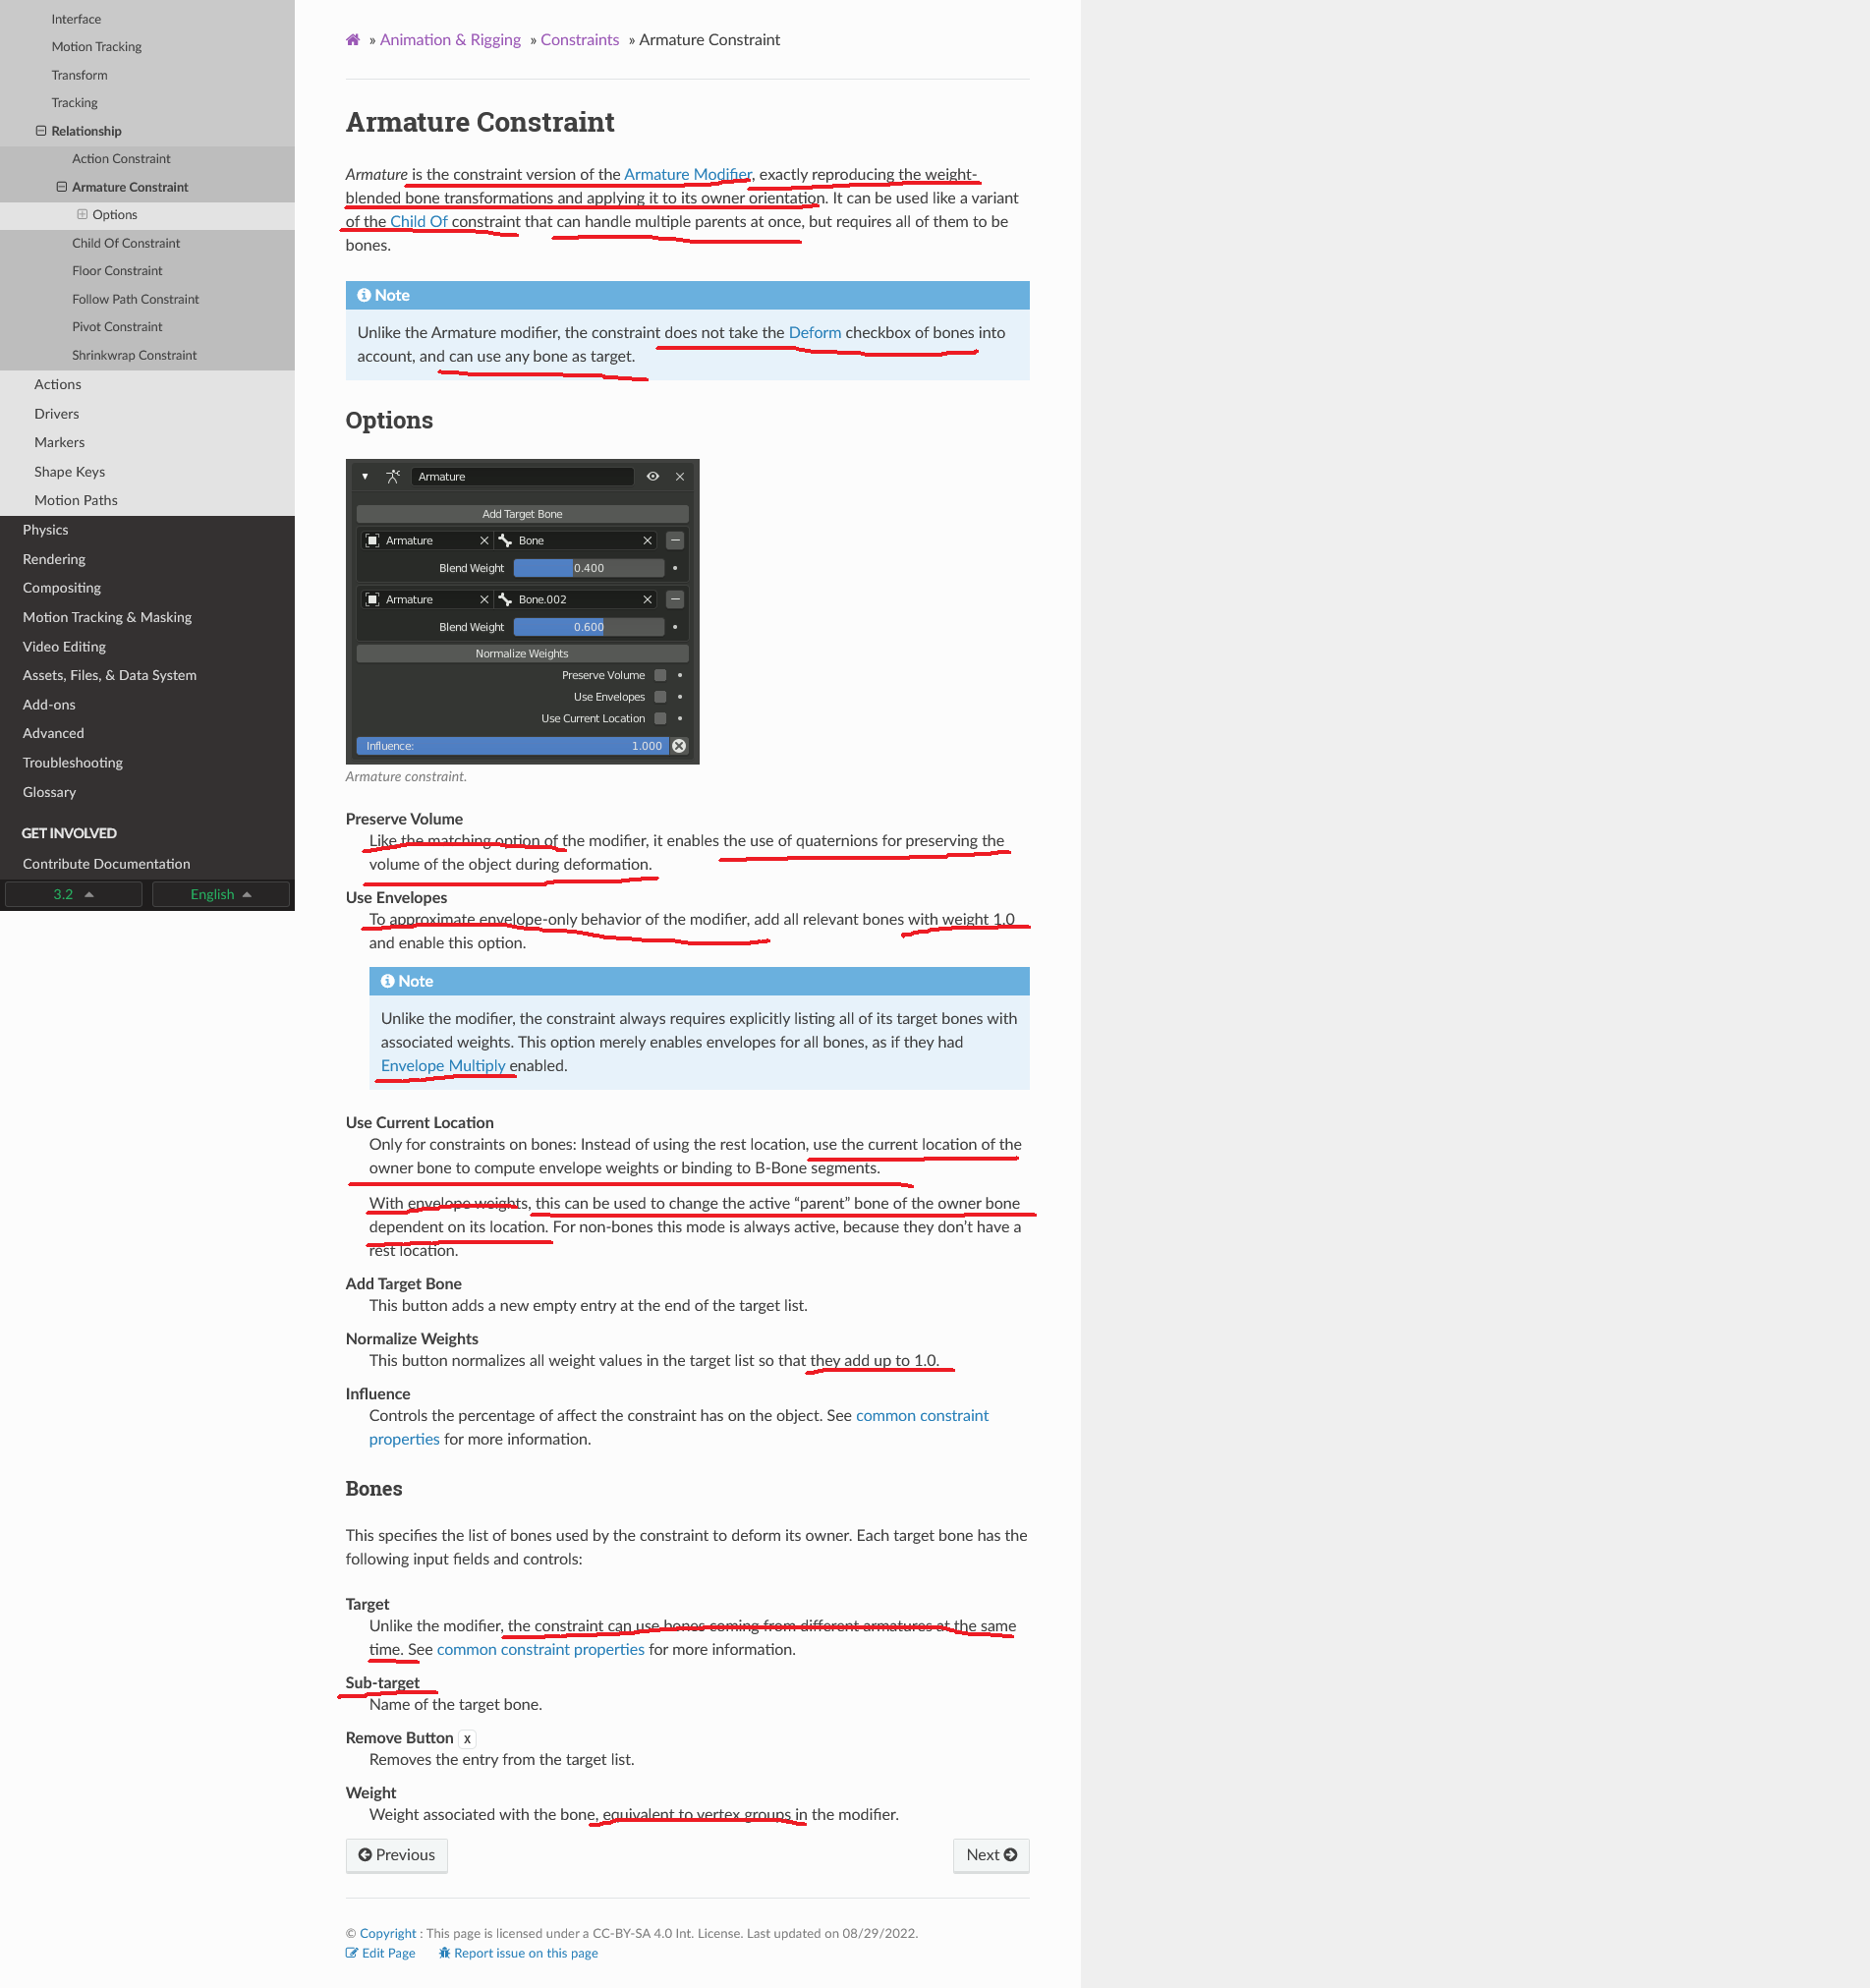 Interface
Motion Tracking
Transform
Tracking
Relationship
Action Constraint
Armature Constraint
Options
Child Of Constraint
Floor Constraint
Follow Path Constraint
Pivot Constraint
Shrinkwrap Constraint
Actions
Drivers
Markers
Shape Keys
Motion Paths
Physics
Rendering
Compositing
Motion Tracking & Masking
Video Editing
Assets, Files, & Data System
Add-ons
Advanced
Troubleshooting
Glossary
GET INVOLVED
Contribute Documentation
3.2 English
» Animation & Rigging » Constraints » Armature Constraint
Armature Constraint
Armature is the constraint version of the Armature Modifier, exactly reproducing the weight-
blended bone transformations and applying it to its owner orientation. It can be used like a variant
of the Child Of constraint that can handle multiple parents at once, but requires all of them to be
bones.
Note
Unlike the Armature modifier, the constraint does not take the Deform checkbox of bones into
account, and can use any bone as target.
Options
Armature
Add Target Bone
Armature Bone
Blend Weight 0.400
Armature Bone.002
Blend Weight 0.600
Normalize Weights
Preserve Volume
Use Envelopes
Use Current Location
Influence: 1.000
Armature constraint.
Preserve Volume
Like the matching option of the modifier, it enables the use of quaternions for preserving the
volume of the object during deformation.
Use Envelopes
To approximate envelope-only behavior of the modifier, add all relevant bones with weight 1.0
and enable this option.
Note
Unlike the modifier, the constraint always requires explicitly listing all of its target bones with
associated weights. This option merely enables envelopes for all bones, as if they had
Envelope Multiply enabled.
Use Current Location
Only for constraints on bones: Instead of using the rest location, use the current location of the
owner bone to compute envelope weights or binding to B-Bone segments.
With envelope weights, this can be used to change the active “parent” bone of the owner bone
dependent on its location. For non-bones this mode is always active, because they don’t have a
rest location.
Add Target Bone
This button adds a new empty entry at the end of the target list.
Normalize Weights
This button normalizes all weight values in the target list so that they add up to 1.0.
Influence
Controls the percentage of affect the constraint has on the object. See common constraint
properties for more information.
Bones
This specifies the list of bones used by the constraint to deform its owner. Each target bone has the
following input fields and controls:
Target
Unlike the modifier, the constraint can use bones coming from different armatures at the same
time. See common constraint properties for more information.
Sub-target
Name of the target bone.
Remove Button X
Removes the entry from the target list.
Weight
Weight associated with the bone, equivalent to vertex groups in the modifier.
Previous Next
© Copyright : This page is licensed under a CC-BY-SA 4.0 Int. License. Last updated on 08/29/2022.
Edit Page Report issue on this page